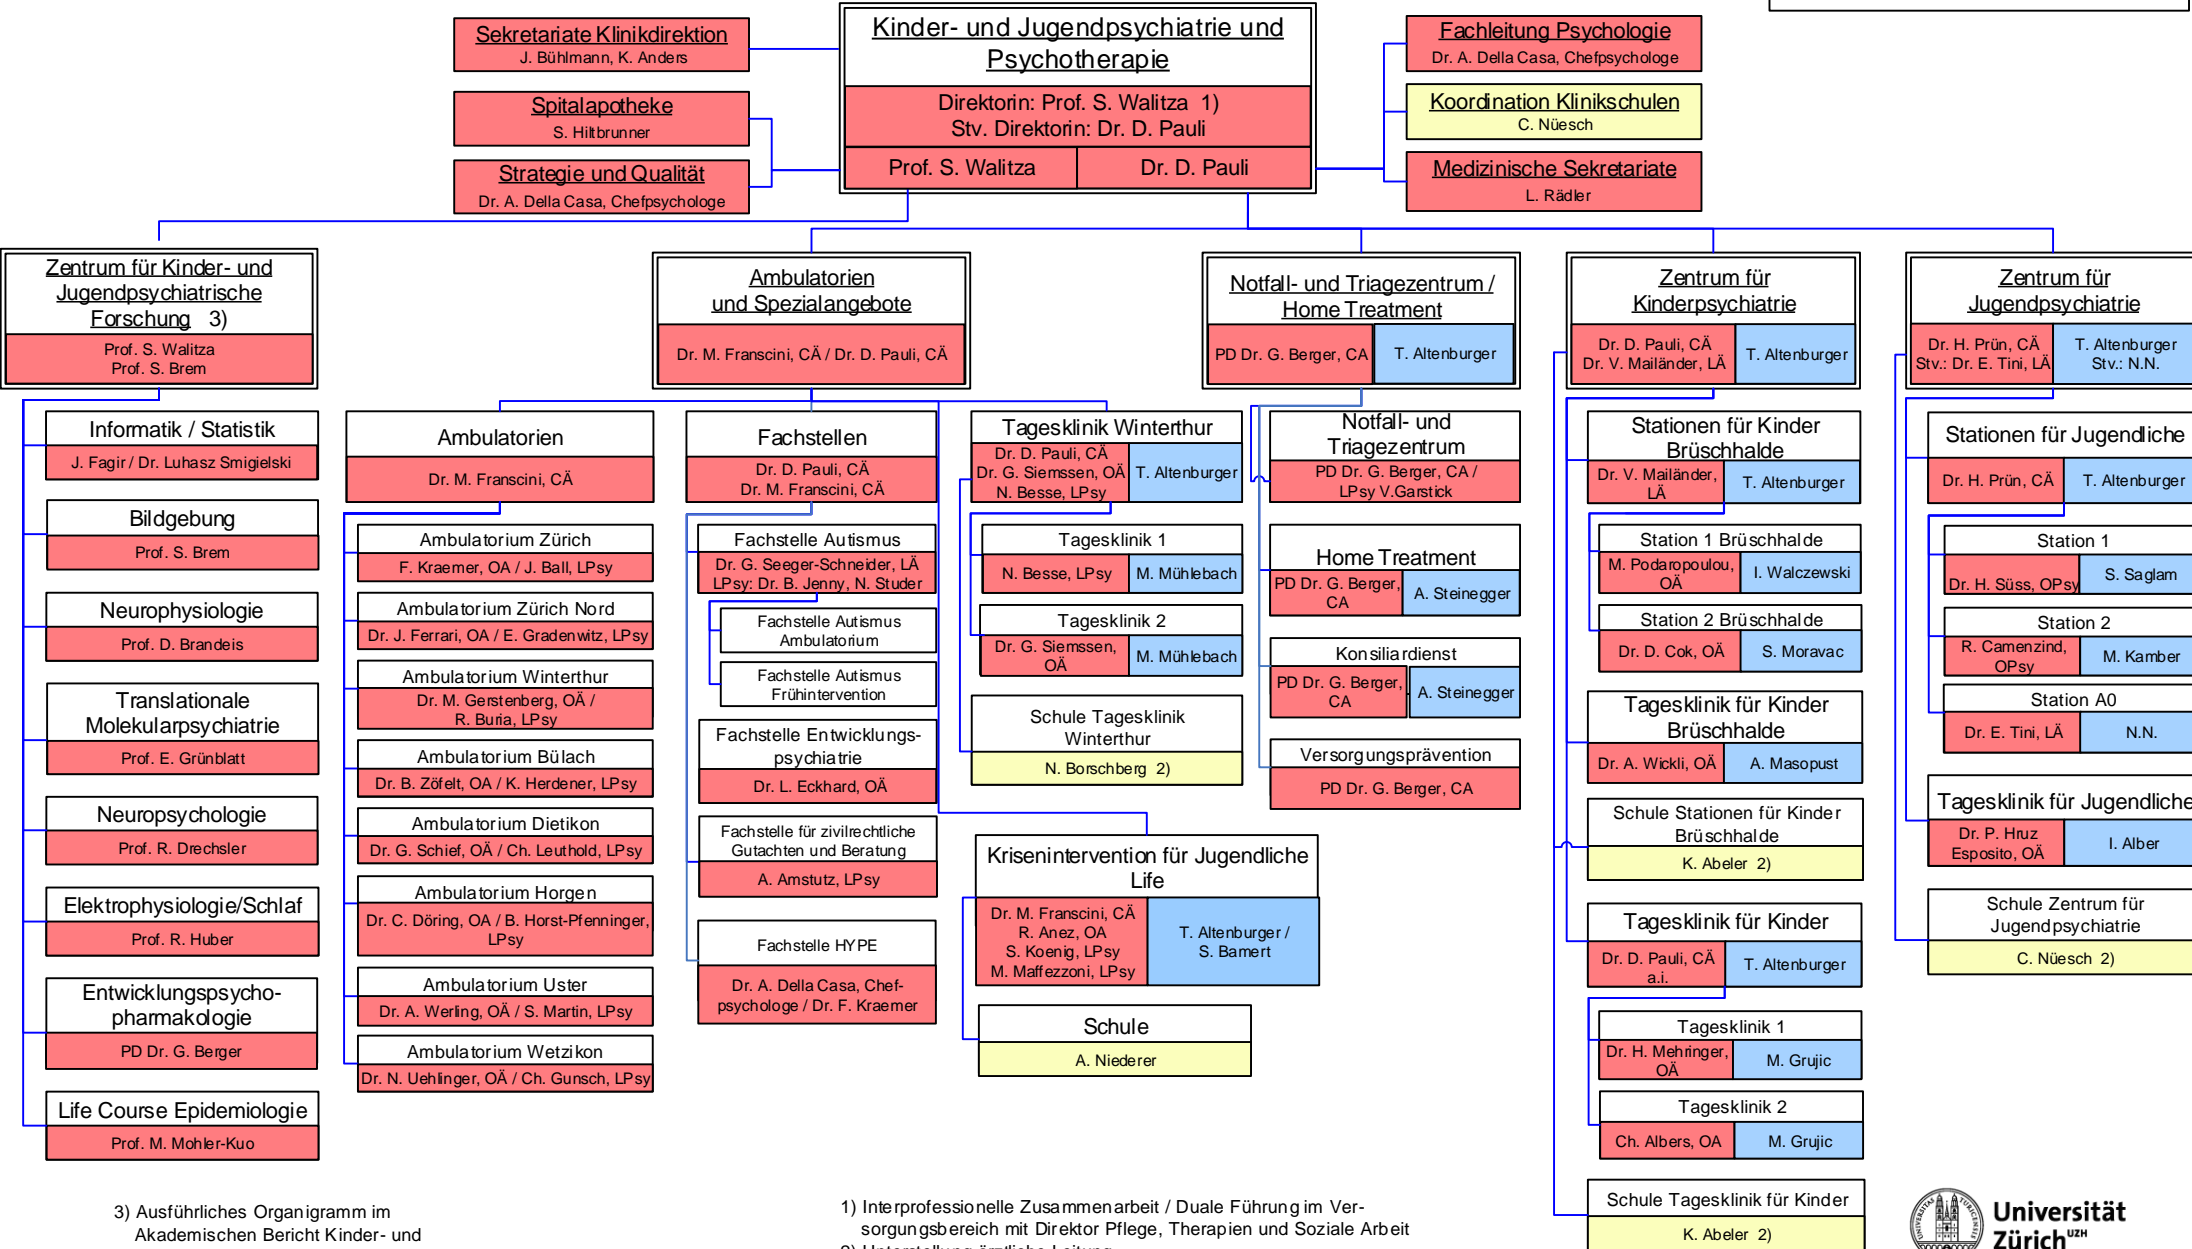 Kinder- und Jugendpsychiatrie und
Psychotherapie
Direktorin: Prof. S. Walitza 1)
Stv. Direktorin: Dr. D. Pauli
Prof. S. Walitza
Dr. D. Pauli
Sekretariate Klinikdirektion
J. Bühlmann, K. Anders
Spitalapotheke
S. Hiltbrunner
Strategie und Qualität
Dr. A. Della Casa, Chefpsychologe
Fachleitung Psychologie
Dr. A. Della Casa, Chefpsychologe
Koordination Klinikschulen
C. Nüesch
Medizinische Sekretariate
L. Rädler
Zentrum für Kinder- und
Jugendpsychiatrische
Forschung 3)
Prof. S. Walitza
Prof. S. Brem
Informatik / Statistik
J. Fagir / Dr. Luhasz Smigielski
Bildgebung
Prof. S. Brem
Neurophysiologie
Prof. D. Brandeis
Translationale
Molekularpsychiatrie
Prof. E. Grünblatt
Neuropsychologie
Prof. R. Drechsler
Elektrophysiologie/Schlaf
Prof. R. Huber
Entwicklungspsycho-
pharmakologie
PD Dr. G. Berger
Life Course Epidemiologie
Prof. M. Mohler-Kuo
Ambulatorien
und Spezialangebote
Dr. M. Franscini, CÄ / Dr. D. Pauli, CÄ
Ambulatorien
Dr. M. Franscini, CÄ
Ambulatorium Zürich
F. Kraemer, OA / J. Ball, LPsy
Ambulatorium Zürich Nord
Dr. J. Ferrari, OA / E. Gradenwitz, LPsy
Ambulatorium Winterthur
Dr. M. Gerstenberg, OÄ /
R. Buria, LPsy
Ambulatorium Bülach
Dr. B. Zöfelt, OA / K. Herdener, LPsy
Ambulatorium Dietikon
Dr. G. Schief, OÄ / Ch. Leuthold, LPsy
Ambulatorium Horgen
Dr. C. Döring, OA / B. Horst-Pfenninger,
LPsy
Ambulatorium Uster
Dr. A. Werling, OÄ / S. Martin, LPsy
Ambulatorium Wetzikon
Dr. N. Uehlinger, OÄ / Ch. Gunsch, LPsy
Fachstellen
Dr. D. Pauli, CÄ
Dr. M. Franscini, CÄ
Fachstelle Autismus
Dr. G. Seeger-Schneider, LÄ
LPsy: Dr. B. Jenny, N. Studer
Fachstelle Autismus
Ambulatorium
Fachstelle Autismus
Frühintervention
Fachstelle Entwicklungs-
psychiatrie
Dr. L. Eckhard, OÄ
Fachstelle für zivilrechtliche
Gutachten und Beratung
A. Amstutz, LPsy
Fachstelle HYPE
Dr. A. Della Casa, Chef-
psychologe / Dr. F. Kraemer
Tagesklinik Winterthur
Dr. D. Pauli, CÄ
Dr. G. Siemssen, OÄ
N. Besse, LPsy
T. Altenburger
Tagesklinik 1
N. Besse, LPsy
M. Mühlebach
Tagesklinik 2
Dr. G. Siemssen,
OÄ
M. Mühlebach
Schule Tagesklinik
Winterthur
N. Borschberg 2)
Krisenintervention für Jugendliche
Life
Dr. M. Franscini, CÄ
R. Anez, OA
S. Koenig, LPsy
M. Maffezzoni, LPsy
T. Altenburger /
S. Bamert
Schule
A. Niederer
Notfall- und Triagezentrum /
Home Treatment
PD Dr. G. Berger, CA
T. Altenburger
Notfall- und
Triagezentrum
PD Dr. G. Berger, CA /
LPsy V.Garstick
Home Treatment
PD Dr. G. Berger,
CA
A. Steinegger
Konsiliardienst
PD Dr. G. Berger,
CA
A. Steinegger
Versorgungsprävention
PD Dr. G. Berger, CA
Zentrum für
Kinderpsychiatrie
Dr. D. Pauli, CÄ
Dr. V. Mailänder, LÄ
T. Altenburger
Stationen für Kinder
Brüschhalde
Dr. V. Mailänder,
LÄ
T. Altenburger
Station 1 Brüschhalde
M. Podaropoulou,
OÄ
I. Walczewski
Station 2 Brüschhalde
Dr. D. Cok, OÄ
S. Moravac
Tagesklinik für Kinder
Brüschhalde
Dr. A. Wickli, OÄ
A. Masopust
Schule Stationen für Kinder
Brüschhalde
K. Abeler 2)
Tagesklinik für Kinder
Dr. D. Pauli, CÄ
a.i.
T. Altenburger
Tagesklinik 1
Dr. H. Mehringer,
OÄ
M. Grujic
Tagesklinik 2
Ch. Albers, OA
M. Grujic
Schule Tagesklinik für Kinder
K. Abeler 2)
Zentrum für
Jugendpsychiatrie
Dr. H. Prün, CÄ
Stv.: Dr. E. Tini, LÄ
T. Altenburger
Stv.: N.N.
Stationen für Jugendliche
Dr. H. Prün, CÄ
T. Altenburger
Station 1
Dr. H. Süss, OPsy
S. Saglam
Station 2
R. Camenzind,
OPsy
M. Kamber
Station A0
Dr. E. Tini, LÄ
N.N.
Tagesklinik für Jugendliche
Dr. P. Hruz
Esposito, OÄ
I. Alber
Schule Zentrum für
Jugendpsychiatrie
C. Nüesch 2)
3) Ausführliches Organigramm im
Akademischen Bericht Kinder- und
1) Interprofessionelle Zusammenarbeit / Duale Führung im Ver-
sorgungsbereich mit Direktor Pflege, Therapien und Soziale Arbeit
2) Unterstellung ärztliche Leitung
Universität
Zürich UZH